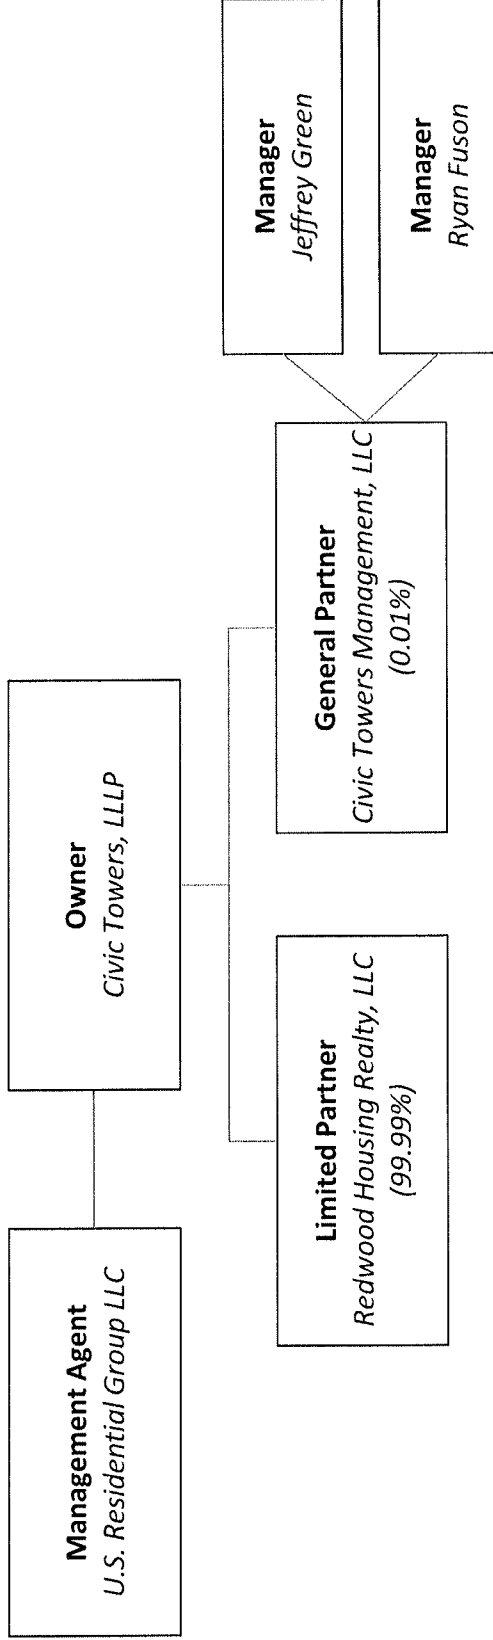 Management Agent
U.S. Residential Group LLC
Owner
Civic Towers, LLLP
Limited Partner
Redwood Housing Realty, LLC
(99.99%)
General Partner
Civic Towers Management, LLC
(0.01%)
Manager
Jeffrey Green
Manager
Ryan Fuson